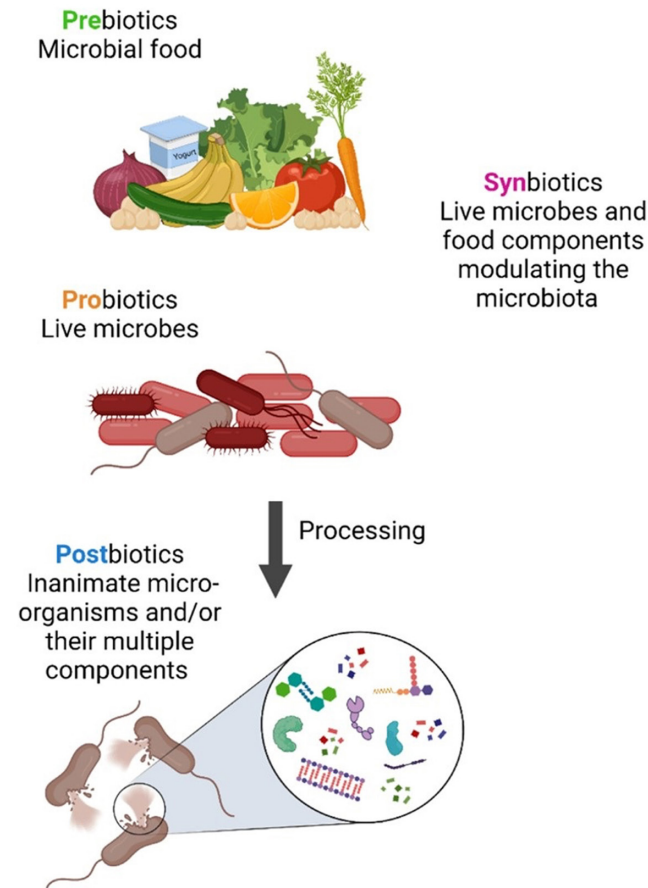 Prebiotics
Microbial food
Yogurt
Synbiotics
Live microbes and
food components
modulating the
microbiota
Probiotics
Live microbes
Processing
Postbiotics
Inanimate micro-
organisms and/or
their multiple
components